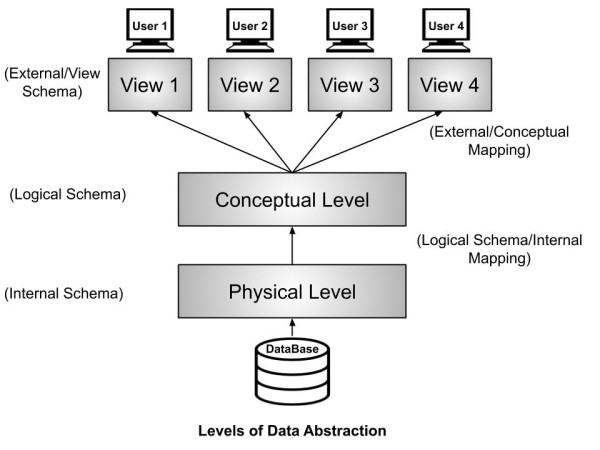 User 1
User 2
User 3
User 4
(External/View
Schema)
View 1
View 2
View 3
View 4
(External/Conceptual
Mapping)
(Logical Schema)
Conceptual Level
(Logical Schema/Internal
Mapping)
(Internal Schema)
Physical Level
DataBase
Levels of Data Abstraction